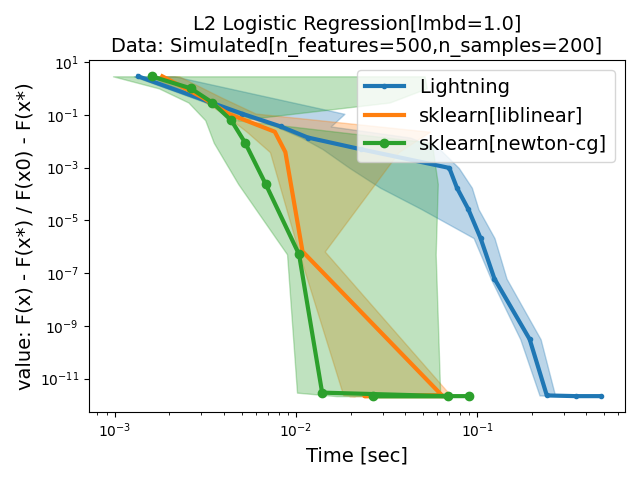 L2 Logistic Regression[lmbd=1.0]
Data: Simulated[n_features=500,n_samples=200]
value: F(x) - F(x*) / F(x0) - F(x*)
10¹
10⁻¹
10⁻³
10⁻⁵
10⁻⁷
10⁻⁹
10⁻¹¹
Lightning
sklearn[liblinear]
sklearn[newton-cg]
10⁻³
10⁻²
10⁻¹
Time [sec]